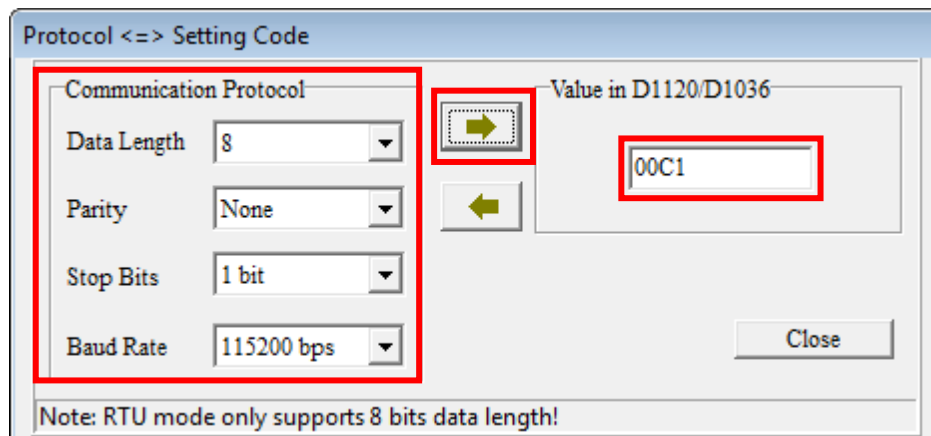 Protocol <=> Setting Code
Communication Protocol
Value in D1120/D1036
Data Length 8
00C1
Parity None
Stop Bits 1 bit
Baud Rate 115200 bps
Close
Note: RTU mode only supports 8 bits data length!